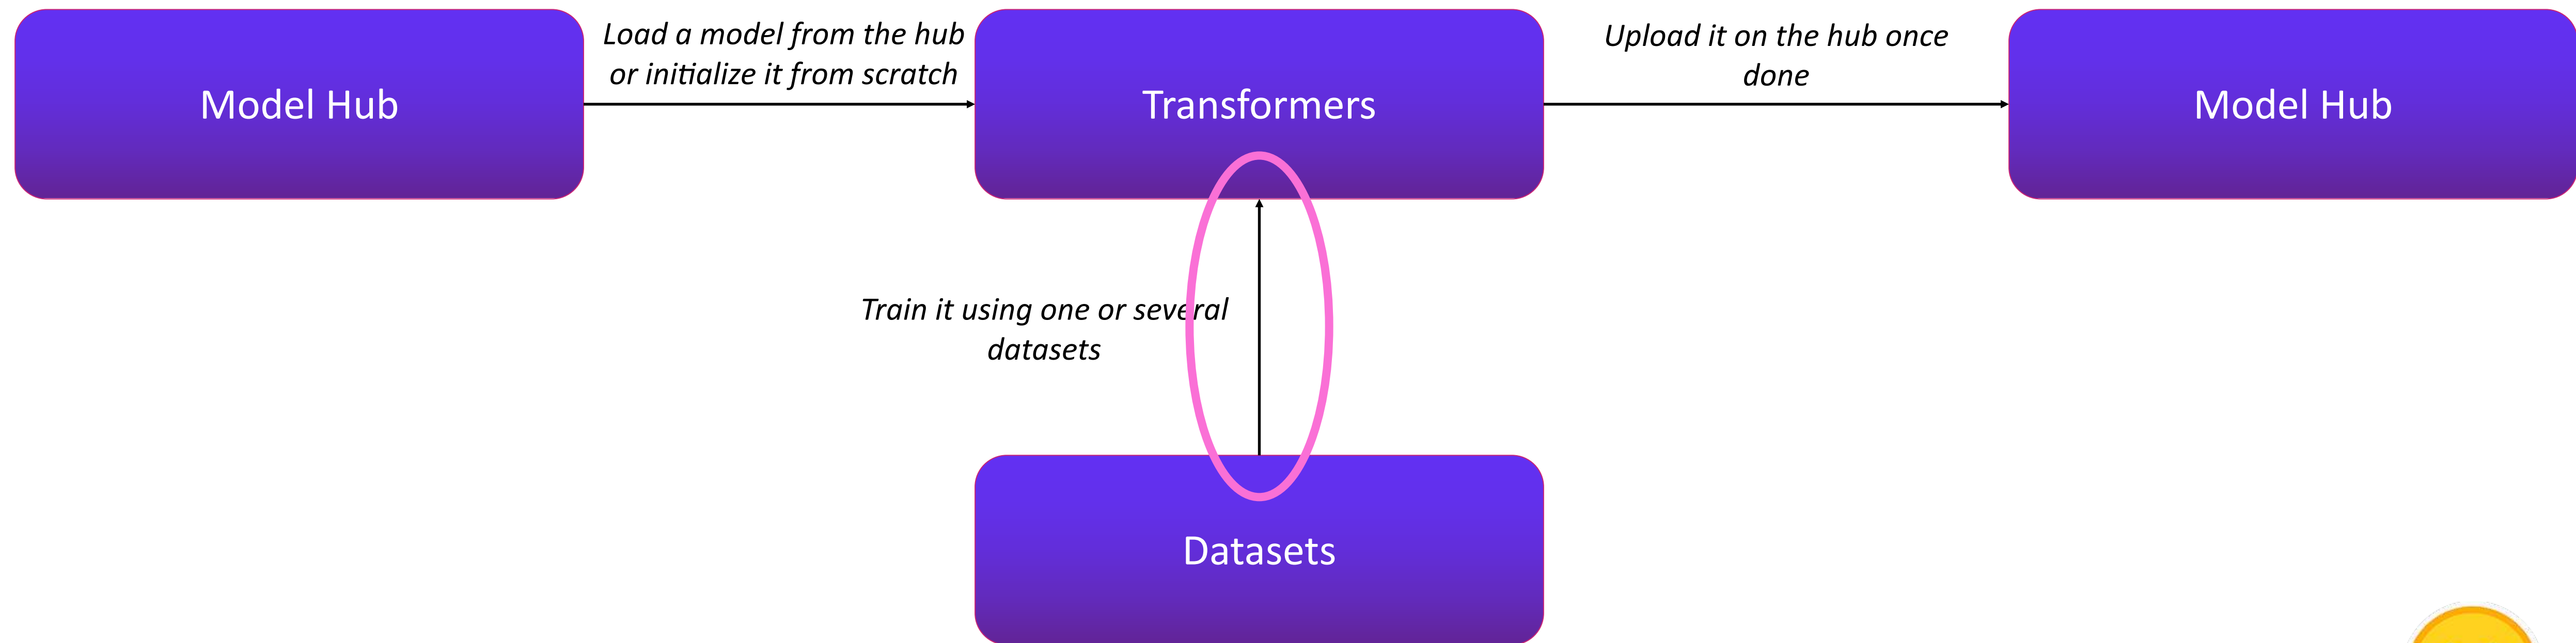 Model Hub
Load a model from the hub
or initialize it from scratch
Transformers
Upload it on the hub once
done
Model Hub
Train it using one or several
datasets
Datasets